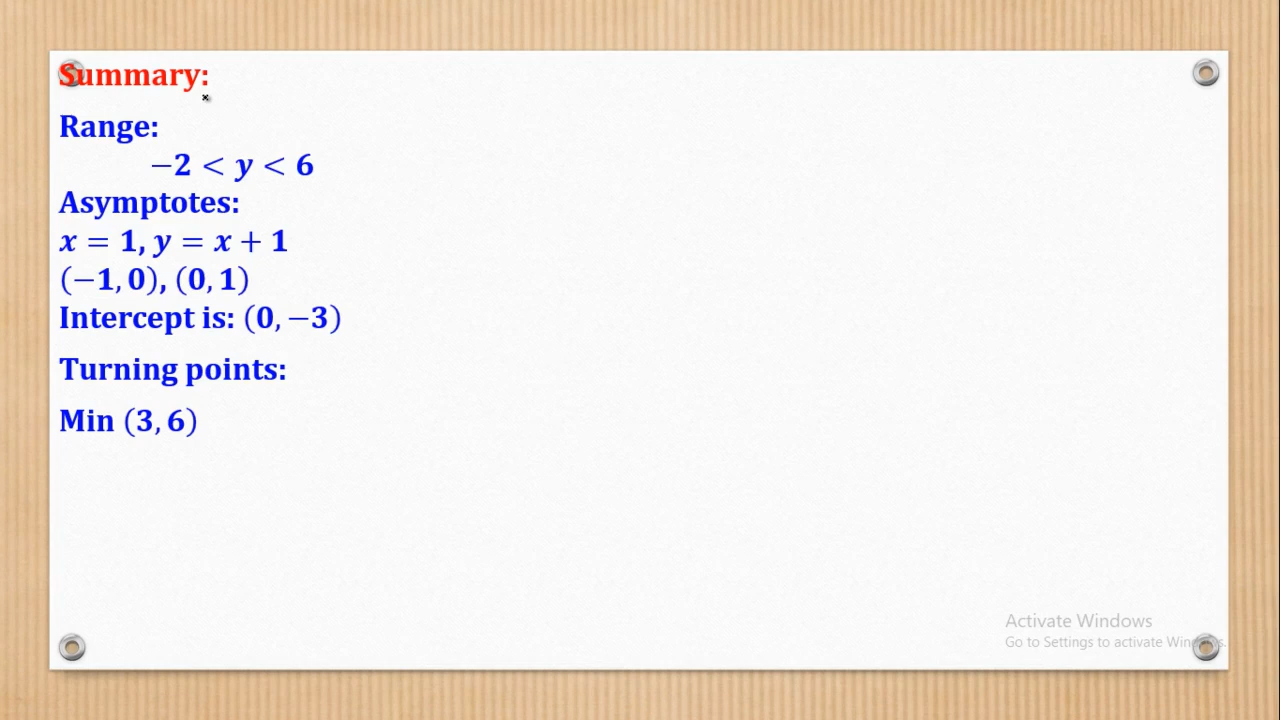 Summary:
Range:
−2 < y < 6
Asymptotes:
x = 1, y = x + 1
(−1, 0), (0, 1)
Intercept is: (0, −3)
Turning points:
Min (3, 6)
Activate Windows
Go to Settings to activate Windows.